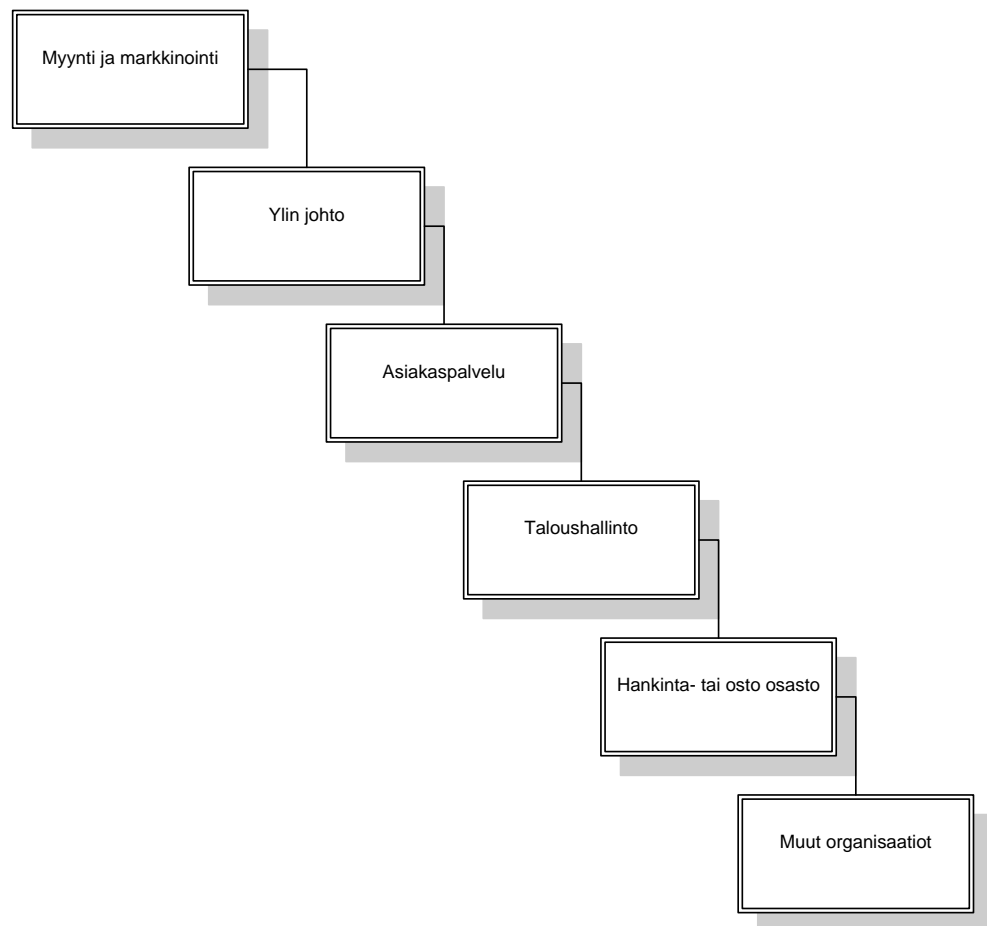 Myynti ja markkinointi
Ylin johto
Asiakaspalvelu
Taloushallinto
Hankinta- tai osto osasto
Muut organisaatiot